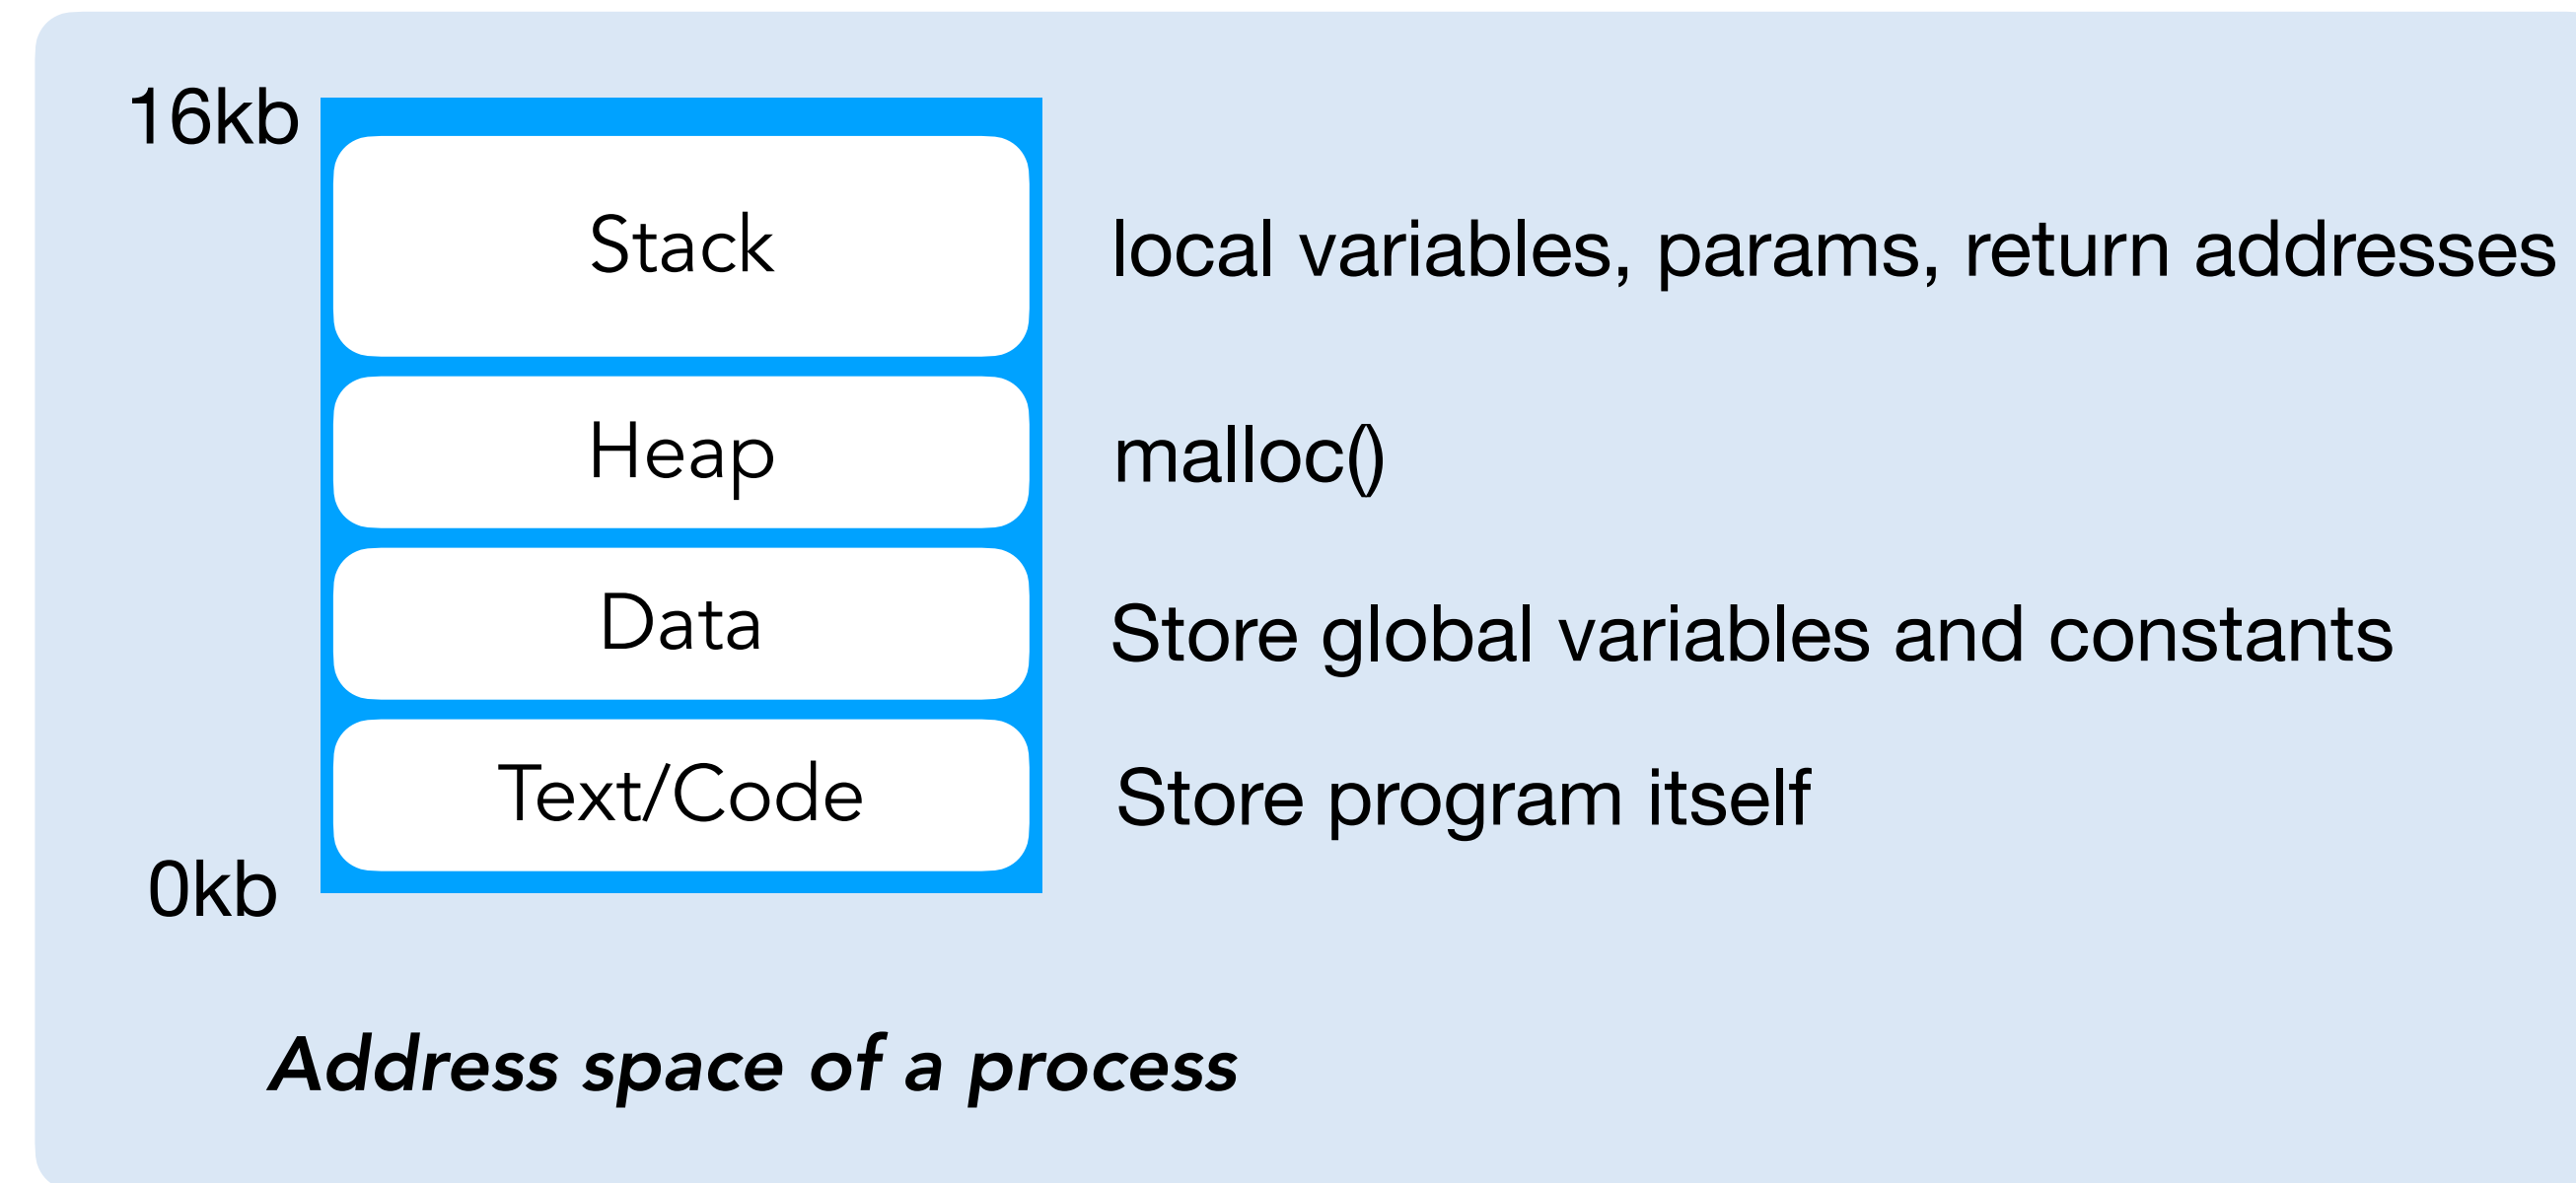 16kb
Stack
local variables, params, return addresses
Heap
malloc()
Data
Store global variables and constants
Text/Code
Store program itself
0kb
Address space of a process